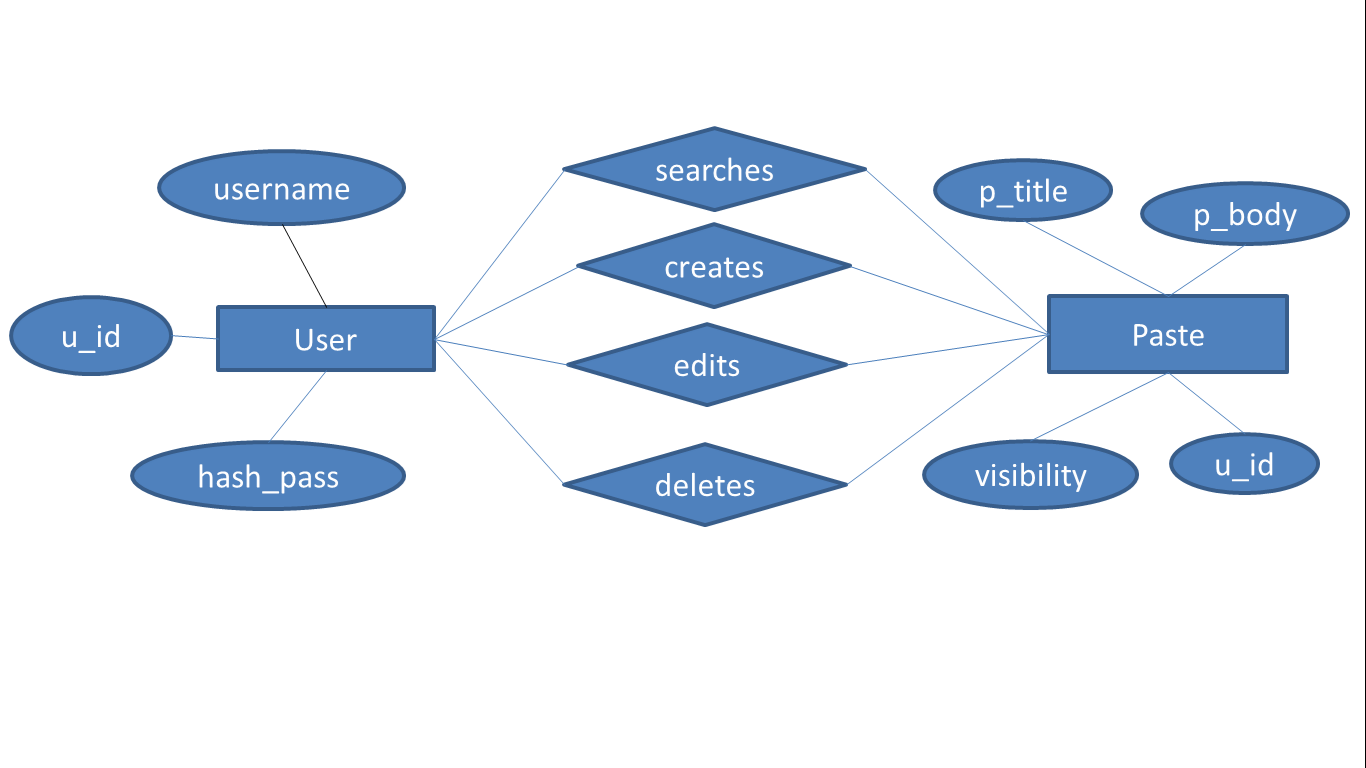 username
u_id
User
hash_pass
searches
creates
edits
deletes
p_title
p_body
Paste
visibility
u_id